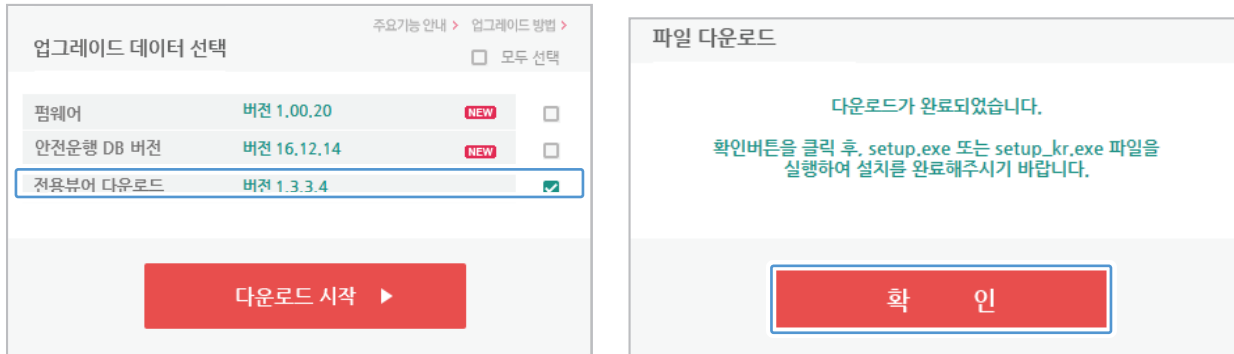 주요기능 안내 > 업그레이드 방법 >
업그레이드 데이터 선택
모두 선택
펌웨어 버전 1.00.20 NEW
안전운행 DB 버전 버전 16.12.14 NEW
전용뷰어 다운로드 버전 1.3.3.4
다운로드 시작 ▶
파일 다운로드
다운로드가 완료되었습니다.
확인버튼을 클릭 후, setup.exe 또는 setup_kr.exe 파일을
실행하여 설치를 완료해주시기 바랍니다.
확 인